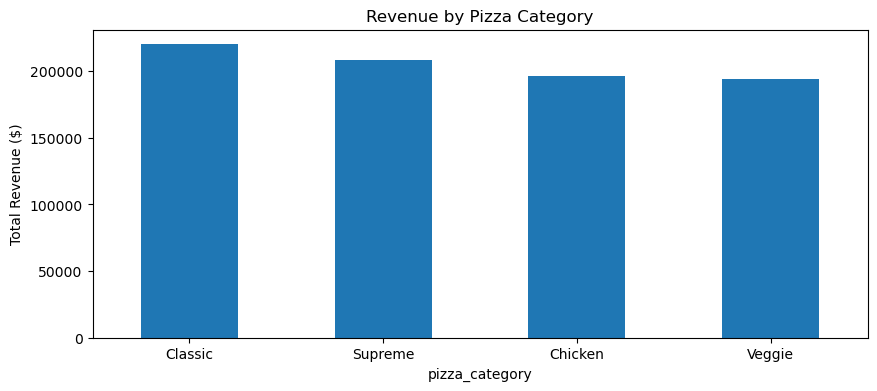 Revenue by Pizza Category
Total Revenue ($)
200000
150000
100000
50000
0
Classic Supreme Chicken Veggie
pizza_category